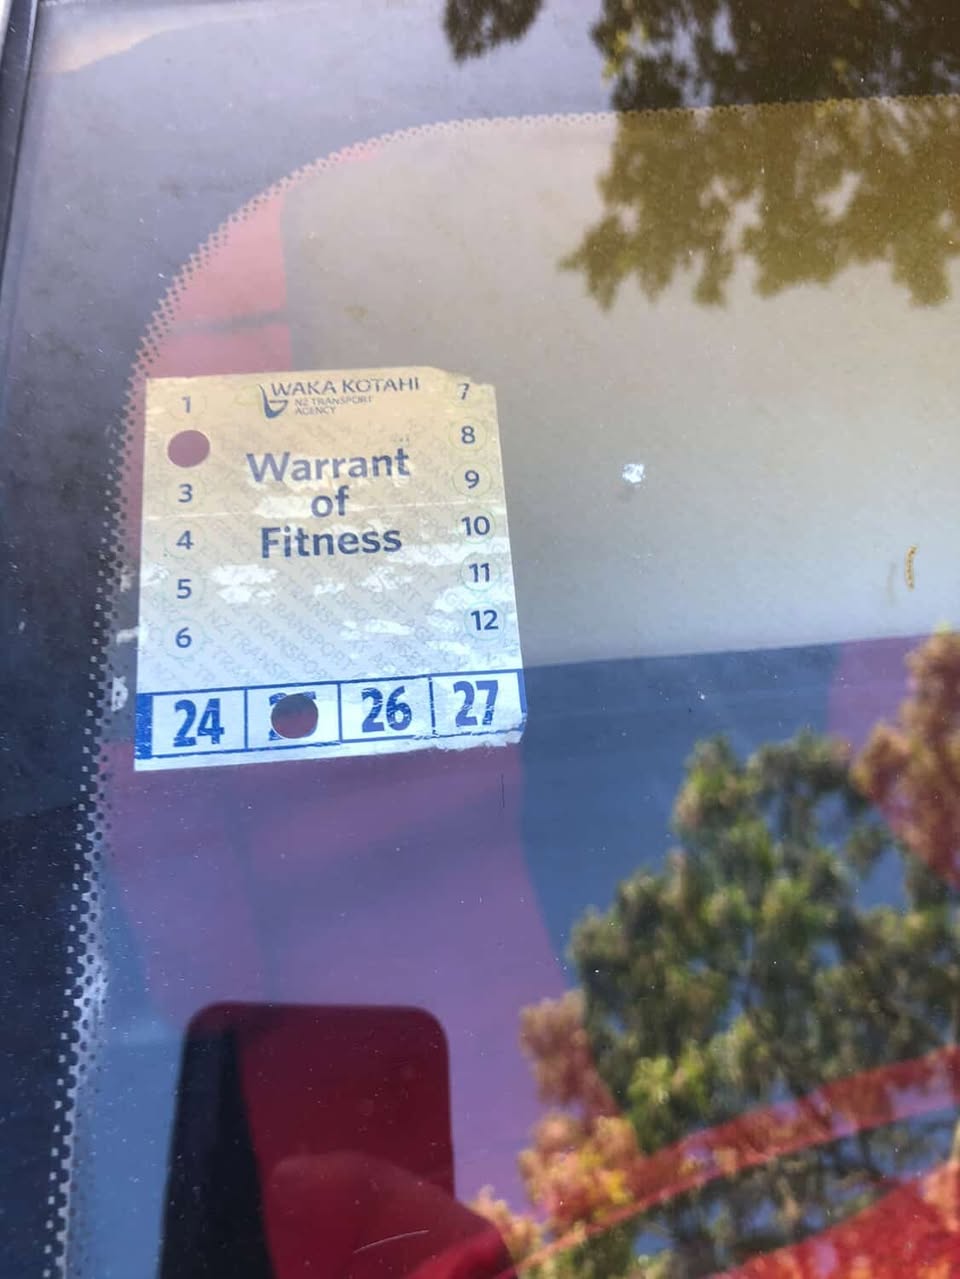 WAKA KOTAHI
NZ TRANSPORT
AGENCY
Warrant
of
Fitness
1
3
4
5
6
7
8
9
10
11
12
24
26
27